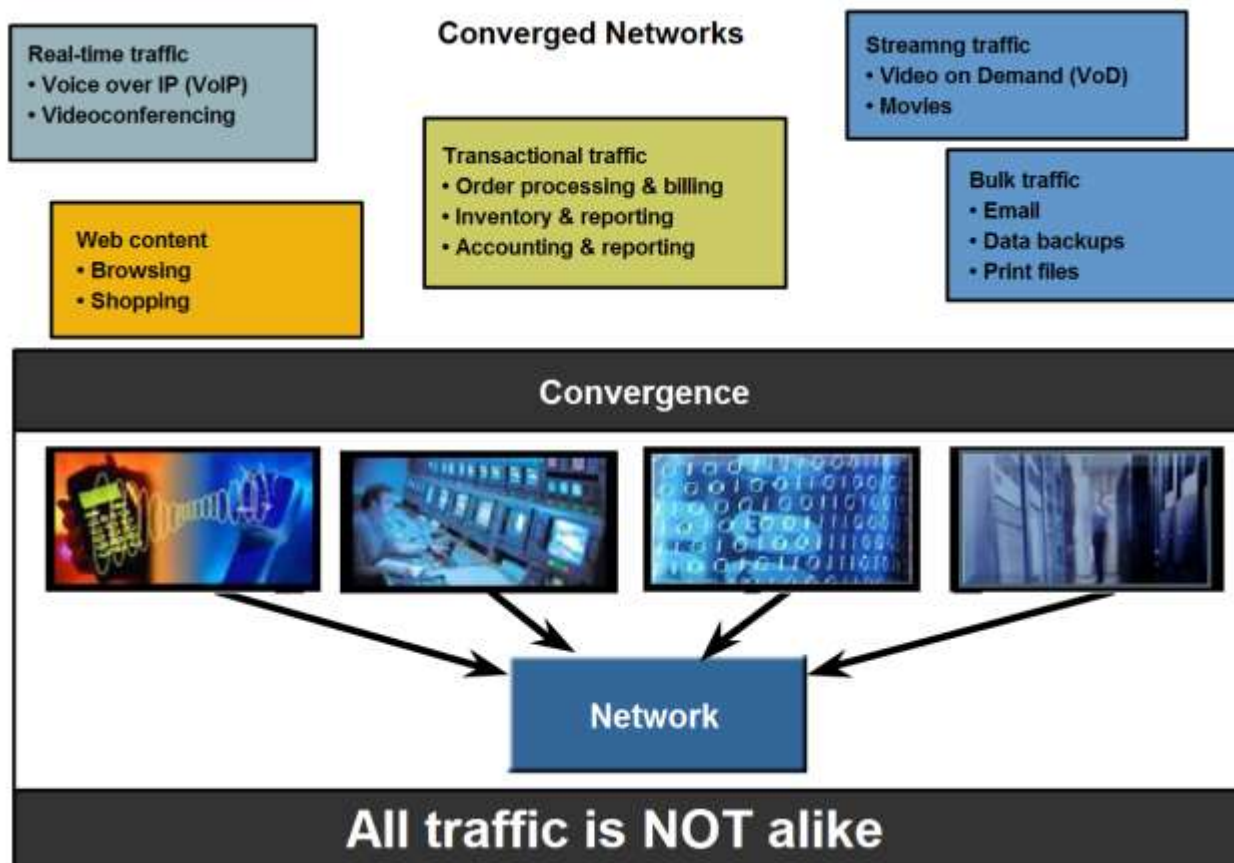 Converged Networks
Real-time traffic
• Voice over IP (VoIP)
• Videoconferencing
Streamng traffic
• Video on Demand (VoD)
• Movies
Transactional traffic
• Order processing & billing
• Inventory & reporting
• Accounting & reporting
Bulk traffic
• Email
• Data backups
• Print files
Web content
• Browsing
• Shopping
Convergence
Network
All traffic is NOT alike